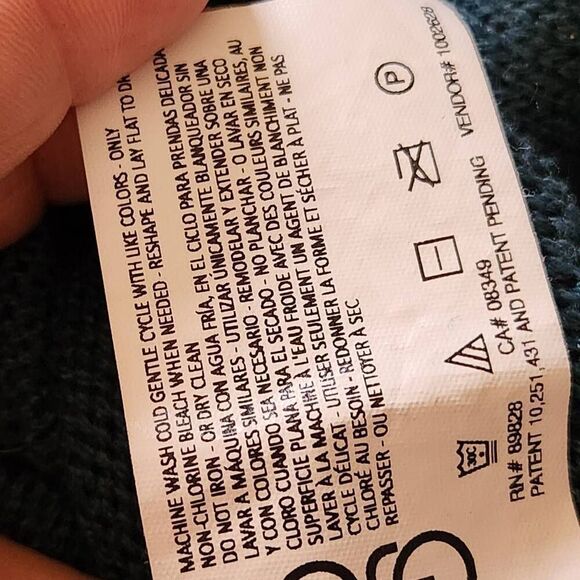 MACHINE WASH COLD GENTLE CYCLE WITH LIKE COLORS - ONLY
NON-CHLORINE BLEACH WHEN NEEDED - RESHAPE AND LAY FLAT TO
DO NOT IRON - OR DRY CLEAN
LAVAR A MÁQUINA CON AGUA FRÍA, EN EL CICLO PARA PRENDAS DELICADA
LAVAR A COLORES SIMILARES - UTILIZAR ÚNICAMENTE BLANQUEADOR SIN
CLORO CUANDO SEA NECESARIO - REMODELAR Y EXTENDER SOBRE UNA
SUPERFICIE PLANA PARA EL SECADO - NO PLANCHAR - O LAVAR EN SECO
LAVER À LA MACHINE À L'EAU FROIDE AVEC DES COULEURS SIMILAIRES, AU
CYCLE DÉLICAT - UTILISER SEULEMENT UN AGENT DE BLANCHIMENT NON
CHLORÉ AU BESOIN - REDONNER LA FORME ET SÉCHER À PLAT - NE PAS
REPASSER - OU NETTOYER À SEC
30C
P
RN# 89828
CA# 08349
VENDOR# 1002628
PATENT 10,251,431 AND PATENT PENDING